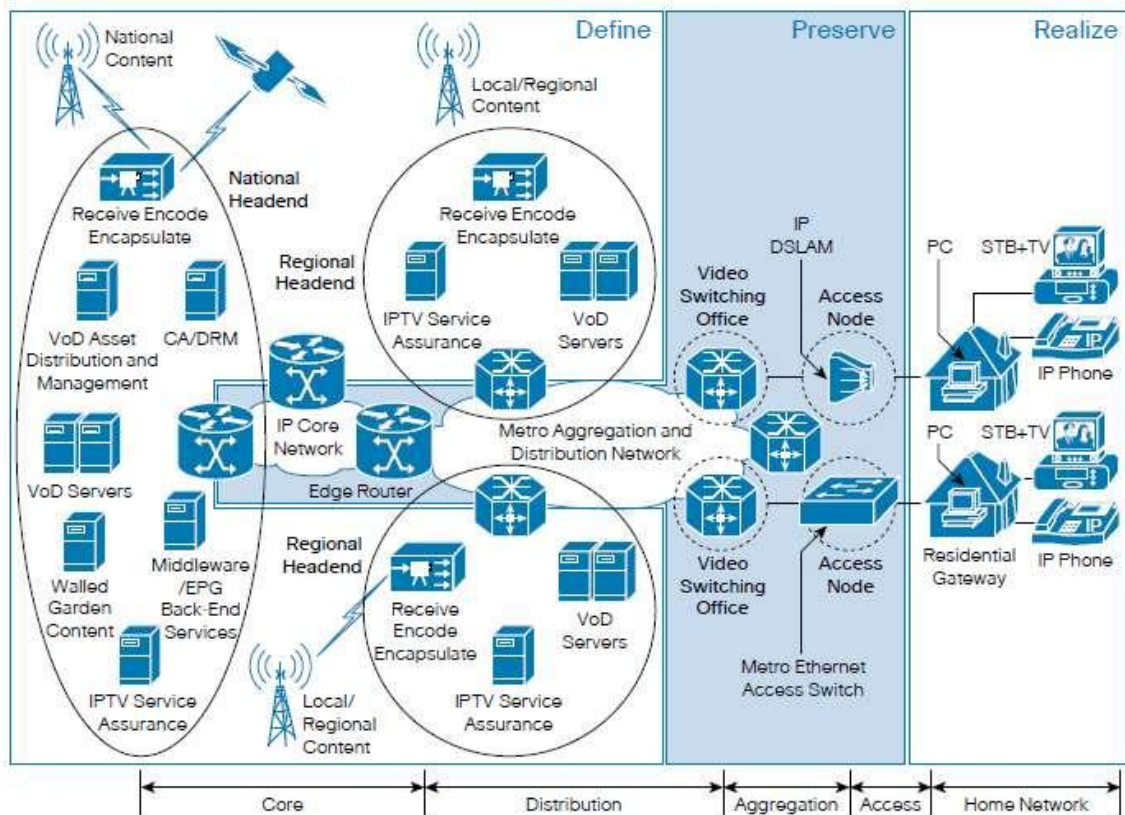 Define
Preserve
Realize
National
Content
Local/Regional
Content
National
Headend
Receive Encode
Encapsulate
Receive Encode
Encapsulate
Regional
Headend
IP
DSLAM
PC
STB+TV
Video
Switching
Office
Access
Node
VoD Asset
Distribution and
Management
CA/DRM
IPTV Service
Assurance
VoD
Servers
IP
IP Phone
IP Core
Network
Metro Aggregation and
Distribution Network
PC
STB+TV
VoD Servers
Edge Router
IP
IP Phone
Regional
Headend
Walled
Garden
Content
Middleware
/EPG
Back-End
Services
Receive
Encode
Encapsulate
VoD
Servers
Video
Switching
Office
Access
Node
Residential
Gateway
IPTV Service
Assurance
Local/
Regional
Content
IPTV Service
Assurance
Metro Ethernet
Access Switch
Core
Distribution
Aggregation
Access
Home Network